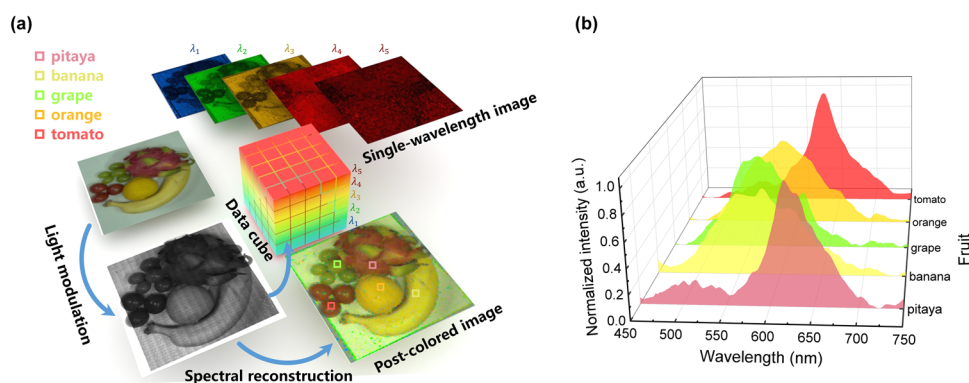 (a)
pitaya
banana
grape
orange
tomato
λ₁ λ₂ λ₃ λ₄ λ₅
Single-wavelength image
λ₅
λ₄
λ₃
λ₂
λ₁
Data cube
Light modulation
Spectral reconstruction
Post-colored image
(b)
Normalized intensity (a.u.)
1.0
0.8
0.6
0.4
0.2
0.0
450 500 550 600 650 700 750
Wavelength (nm)
tomato
orange
grape
banana
pitaya
Fruit